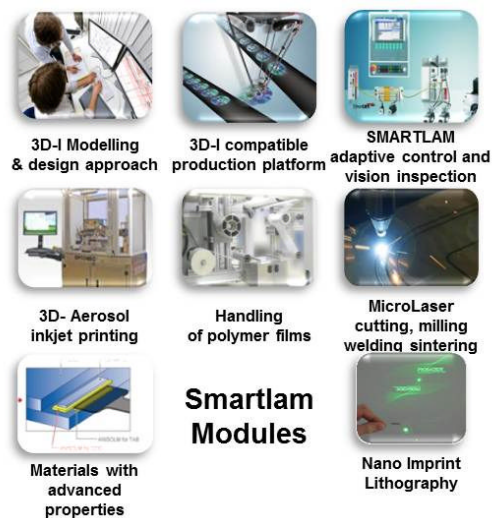 3D-I Modelling
& design approach
3D-I compatible
production platform
SMARTLAM
adaptive control and
vision inspection
3D- Aerosol
inkjet printing
Handling
of polymer films
MicroLaser
cutting, milling
welding sintering
Materials with
advanced
properties
Smartlam
Modules
Nano Imprint
Lithography